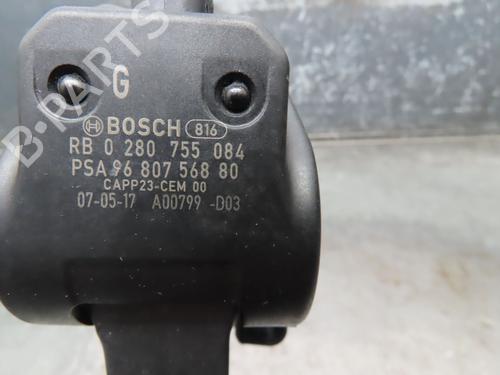 G
BOSCH 816
RB 0 280 755 084
PSA 96 807 568 80
CAPP23-CEM 00
07-05-17 A00799 -D03
B-PARTS